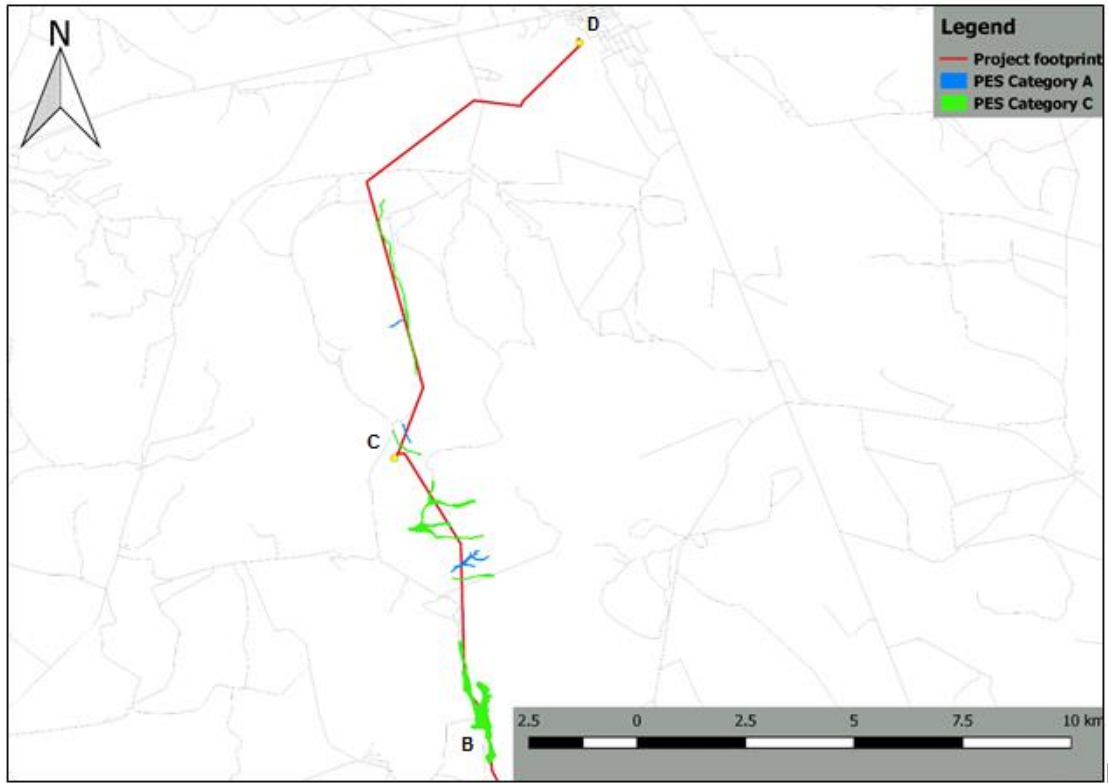 N
D
Legend
Project footprint
PES Category A
PES Category C
C
B
2.5 0 2.5 5 7.5 10 km